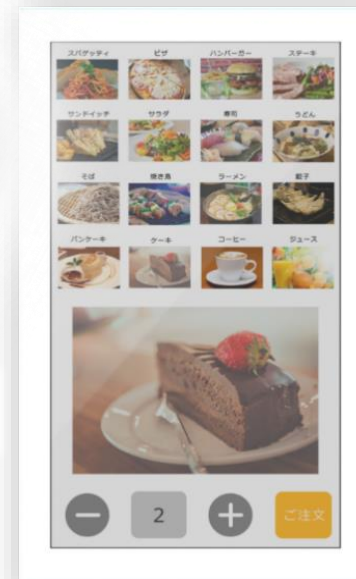 スパゲッティ ピザ ハンバーガー ステーキ
サンドイッチ サラダ 寿司 うどん
そば 焼き鳥 ラーメン 餃子
パンケーキ ケーキ コーヒー ジュース
2
ご注文